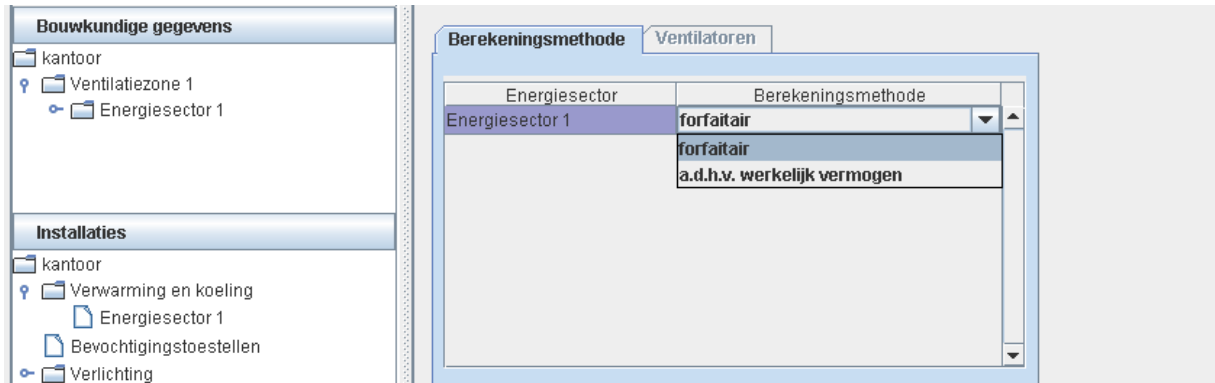 Bouwkundige gegevens
kantoor
Ventilatiezone 1
Energiesector 1
Installaties
kantoor
Verwarming en koeling
Energiesector 1
Bevochtigingstoestellen
Verlichting
Berekeningsmethode Ventilatoren
Energiesector Berekeningsmethode
Energiesector 1 forfaitair
forfaitair
a.d.h.v. werkelijk vermogen